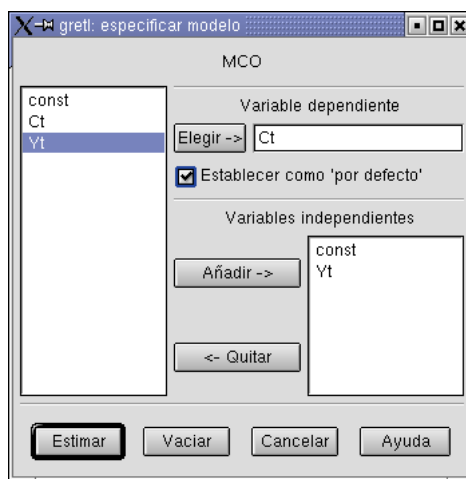 gretl: especificar modelo
MCO
const
Ct
Yt
Variable dependiente
Elegir -> Ct
Establecer como 'por defecto'
Variables independientes
Añadir ->
const
Yt
<- Quitar
Estimar Vaciar Cancelar Ayuda